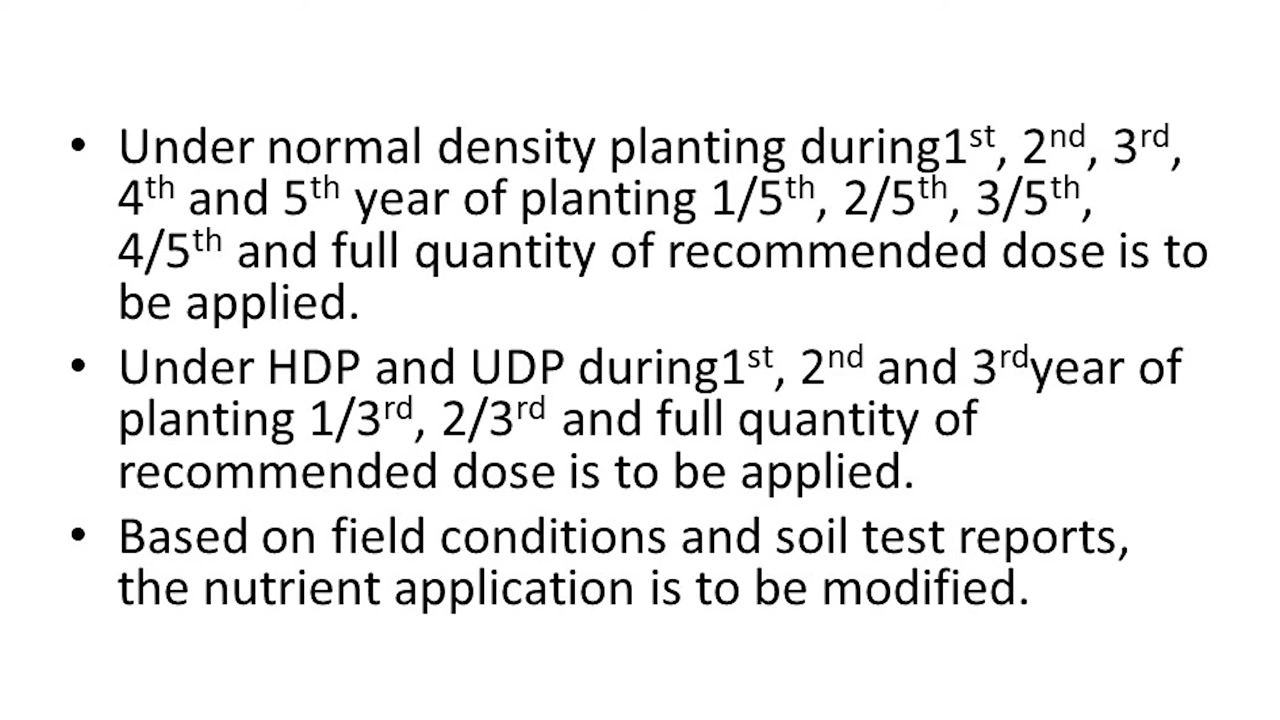 • Under normal density planting during1st, 2nd, 3rd,
4th and 5th year of planting 1/5th, 2/5th, 3/5th,
4/5th and full quantity of recommended dose is to
be applied.
• Under HDP and UDP during1st, 2nd and 3rdyear of
planting 1/3rd, 2/3rd and full quantity of
recommended dose is to be applied.
• Based on field conditions and soil test reports,
the nutrient application is to be modified.